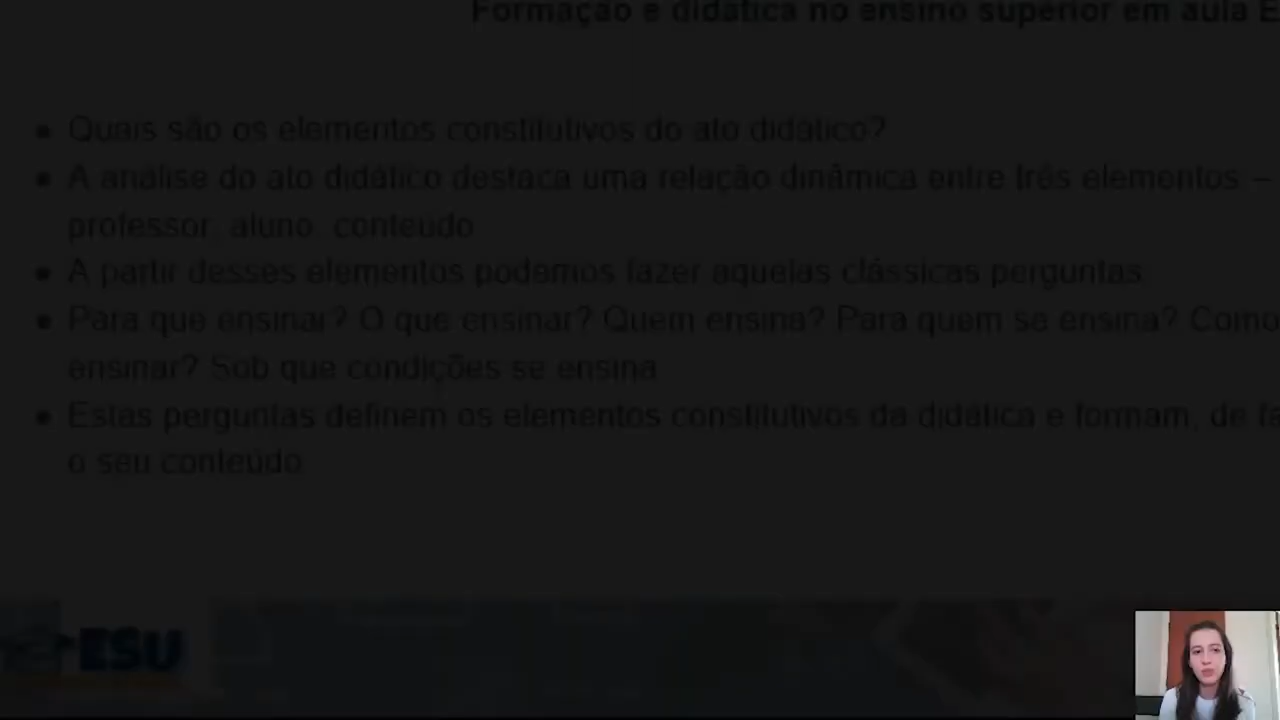 Formação e didática no ensino superior em aula E
• Quais são os elementos constitutivos do ato didático?
• A análise do ato didático destaca uma relação dinâmica entre três elementos –
professor, aluno, conteúdo
• A partir desses elementos podemos fazer aquelas clássicas perguntas
• Para que ensinar? O que ensinar? Quem ensina? Para quem se ensina? Como
ensinar? Sob que condições se ensina
• Estas perguntas definem os elementos constitutivos da didática e formam, de fa
o seu conteúdo
ESU